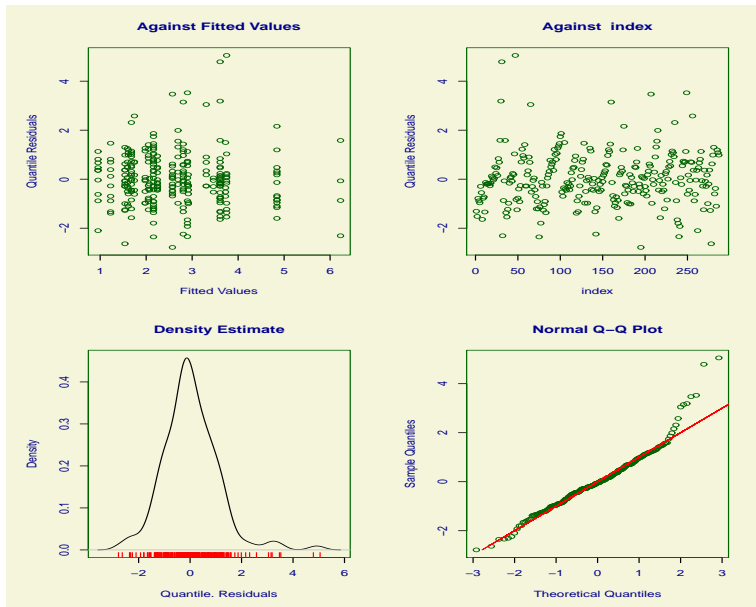 Against Fitted Values
Quantile Residuals
−2 0 2 4
1 2 3 4 5 6
Fitted Values
Against index
Quantile Residuals
−2 0 2 4
0 50 100 150 200 250
index
Density Estimate
Density
0.0 0.1 0.2 0.3 0.4
−2 0 2 4 6
Quantile. Residuals
Normal Q−Q Plot
Sample Quantiles
−2 0 2 4
−3 −2 −1 0 1 2 3
Theoretical Quantiles